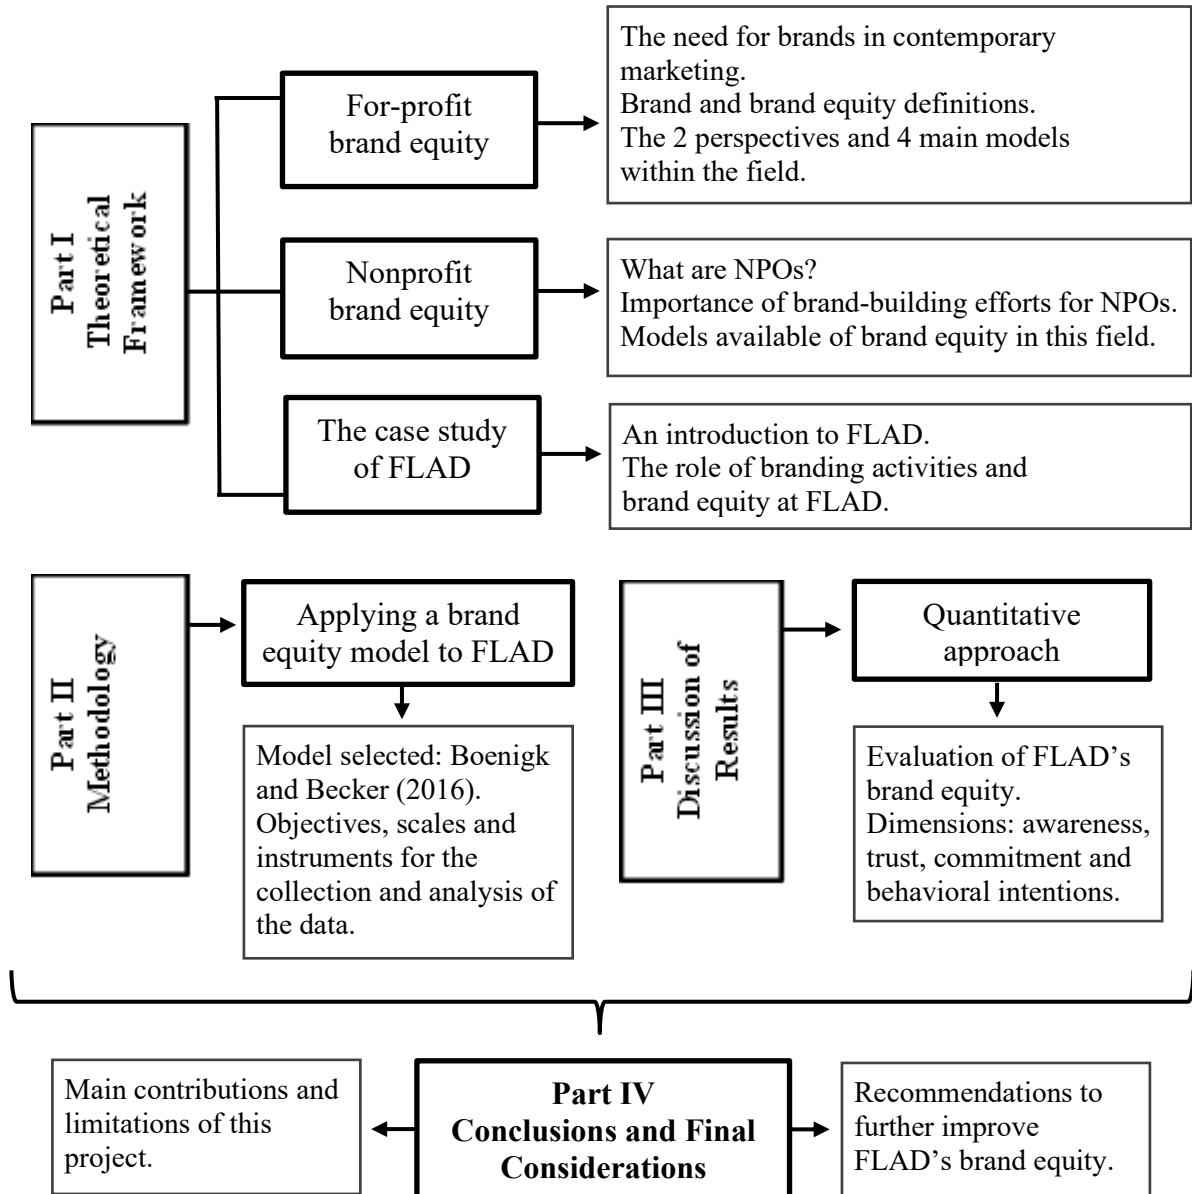 Part I
Theoretical
Framework
For-profit
brand equity
The need for brands in contemporary
marketing.
Brand and brand equity definitions.
The 2 perspectives and 4 main models
within the field.
Nonprofit
brand equity
What are NPOs?
Importance of brand-building efforts for NPOs.
Models available of brand equity in this field.
The case study
of FLAD
An introduction to FLAD.
The role of branding activities and
brand equity at FLAD.
Part II
Methodology
Applying a brand
equity model to FLAD
Model selected: Boenigk
and Becker (2016).
Objectives, scales and
instruments for the
collection and analysis of
the data.
Part III
Discussion of
Results
Quantitative
approach
Evaluation of FLAD’s
brand equity.
Dimensions: awareness,
trust, commitment and
behavioral intentions.
Main contributions and
limitations of this
project.
Part IV
Conclusions and Final
Considerations
Recommendations to
further improve
FLAD’s brand equity.